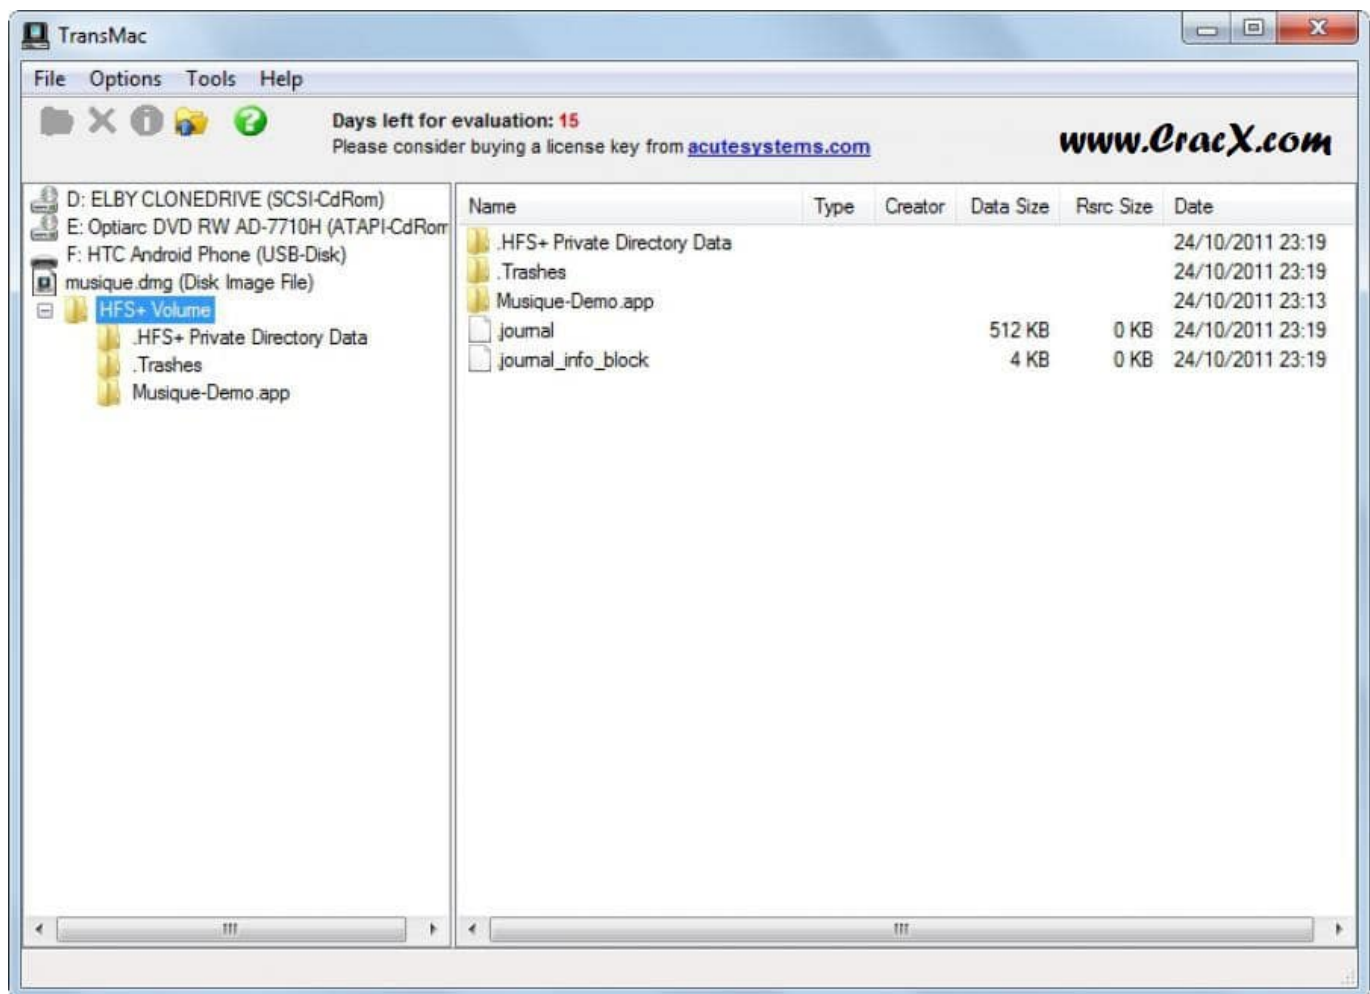 TransMac
File Options Tools Help
Days left for evaluation: 15
Please consider buying a license key from acutesystems.com
www.CracX.com
D: ELBY CLONEDRIVE (SCSI-CdRom)
E: Optiarc DVD RW AD-7710H (ATAPI-CdRom
F: HTC Android Phone (USB-Disk)
musique.dmg (Disk Image File)
HFS+ Volume
.HFS+ Private Directory Data
.Trashes
Musique-Demo.app
Name Type Creator Data Size Rsrc Size Date
.HFS+ Private Directory Data 24/10/2011 23:19
.Trashes 24/10/2011 23:19
Musique-Demo.app 24/10/2011 23:13
.journal 512 KB 0 KB 24/10/2011 23:19
.journal_info_block 4 KB 0 KB 24/10/2011 23:19